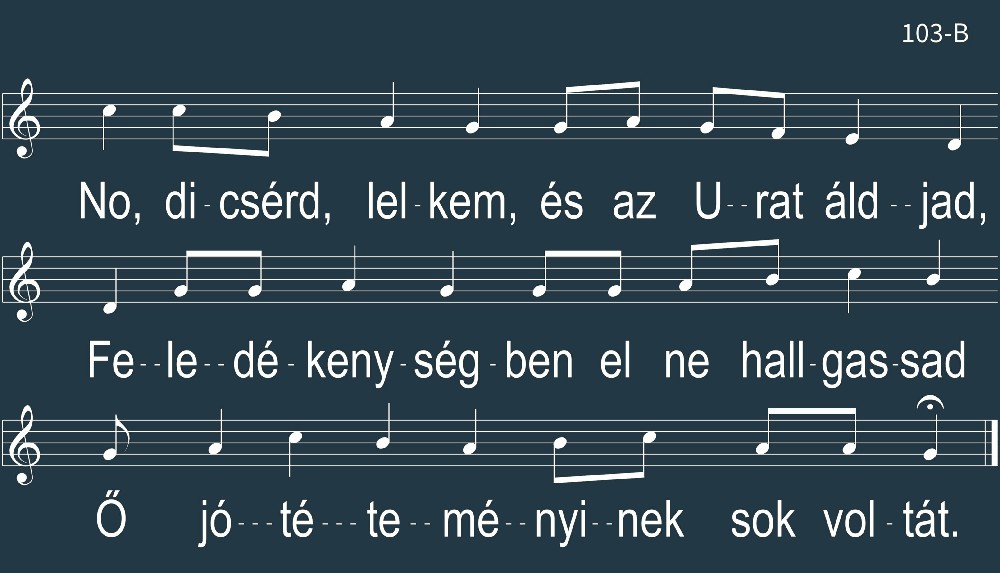 103-B
No, di - csérd, lel - kem, és az U - - rat áld - - jad,
Fe - - le - - dé - keny - ség - ben el ne hall - gas - sad
Ő jó - - - té - - - te - - mé - - nyi - - nek sok vol - tát.